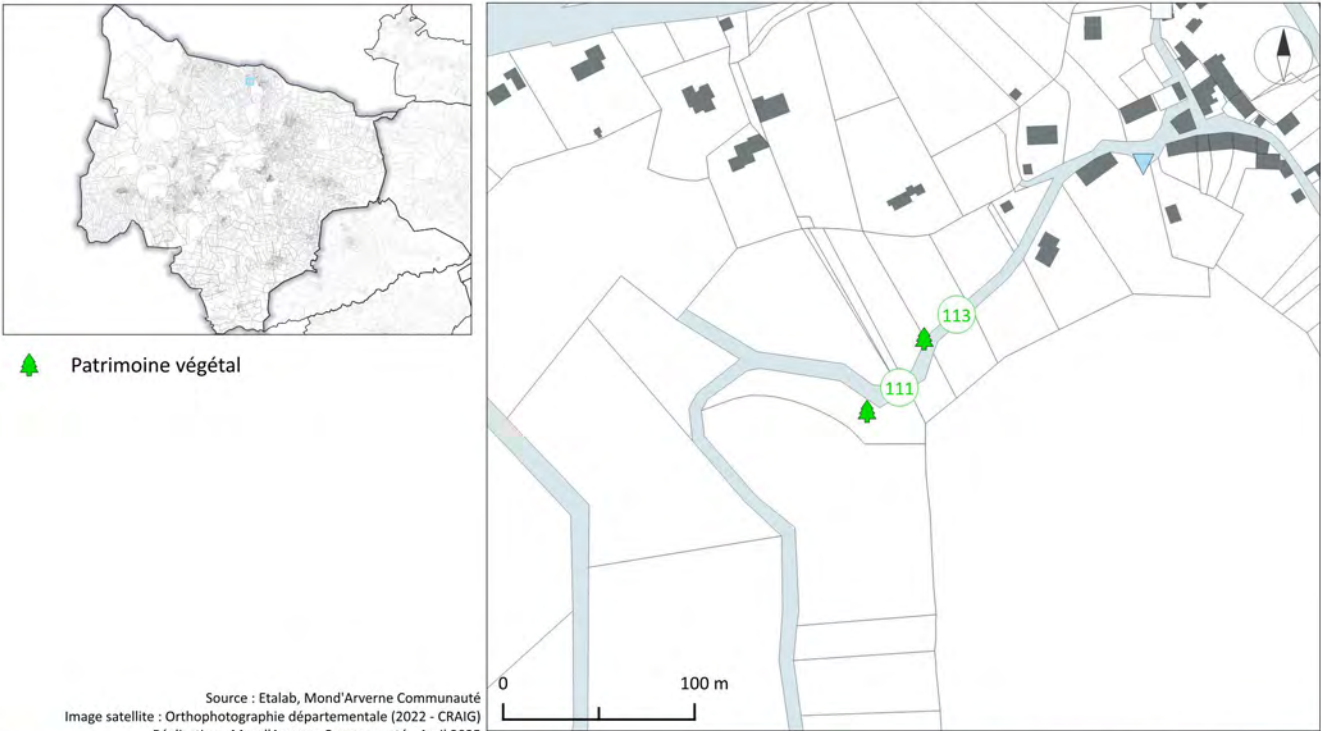 Patrimoine végétal
Source : Etalab, Mond'Arverne Communauté
Image satellite : Orthophotographie départementale (2022 - CRAIG)
113
111
0 100 m